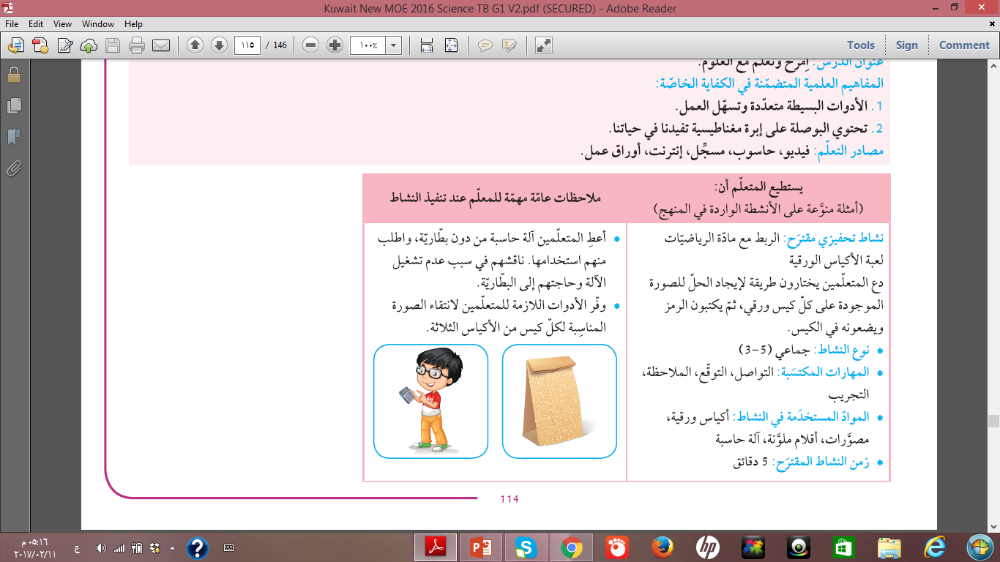 Kuwait New MOE 2016 Science TB G1 V2.pdf (SECURED) - Adobe Reader
File Edit View Window Help
١١٥ / 146 ١٠٠٪ Tools Sign Comment
عنوان الدرس: اِمرح وتعلّم مع العلوم.
المفاهيم العلمية المتضمّنة في الكفاية الخاصّة:
1. الأدوات البسيطة متعدّدة وتسهّل العمل.
2. تحتوي البوصلة على إبرة مغناطيسية تفيدنا في حياتنا.
مصادر التعلّم: فيديو، حاسوب، مسجِّل، إنترنت، أوراق عمل.
يستطيع المتعلّم أن:
(أمثلة منوَّعة على الأنشطة الواردة في المنهج)
ملاحظات عامّة مهمّة للمعلّم عند تنفيذ النشاط
نشاط تحفيزي مقترَح: الربط مع مادّة الرياضيّات
لعبة الأكياس الورقية
دع المتعلّمين يختارون طريقة لإيجاد الحلّ للصورة
الموجودة على كلّ كيس ورقي، ثمّ يكتبون الرمز
ويضعونه في الكيس.
* نوع النشاط: جماعي (5-3)
* المهارات المكتسَبة: التواصل، التوقّع، الملاحظة،
التجريب
* الموادّ المستخدَمة في النشاط: أكياس ورقية،
مصوَّرات، أقلام ملوَّنة، آلة حاسبة
* زمن النشاط المقترَح: 5 دقائق
* أعطِ المتعلّمين آلة حاسبة من دون بطّاريّة، واطلب
منهم استخدامها. ناقشهم في سبب عدم تشغيل
الآلة وحاجتهم إلى البطّاريّة.
* وفّر الأدوات اللازمة للمتعلّمين لانتقاء الصورة
المناسِبة لكلّ كيس من الأكياس الثلاثة.
114
٠٥:١٦ م
٢٠١٧/٠٢/١١
ع